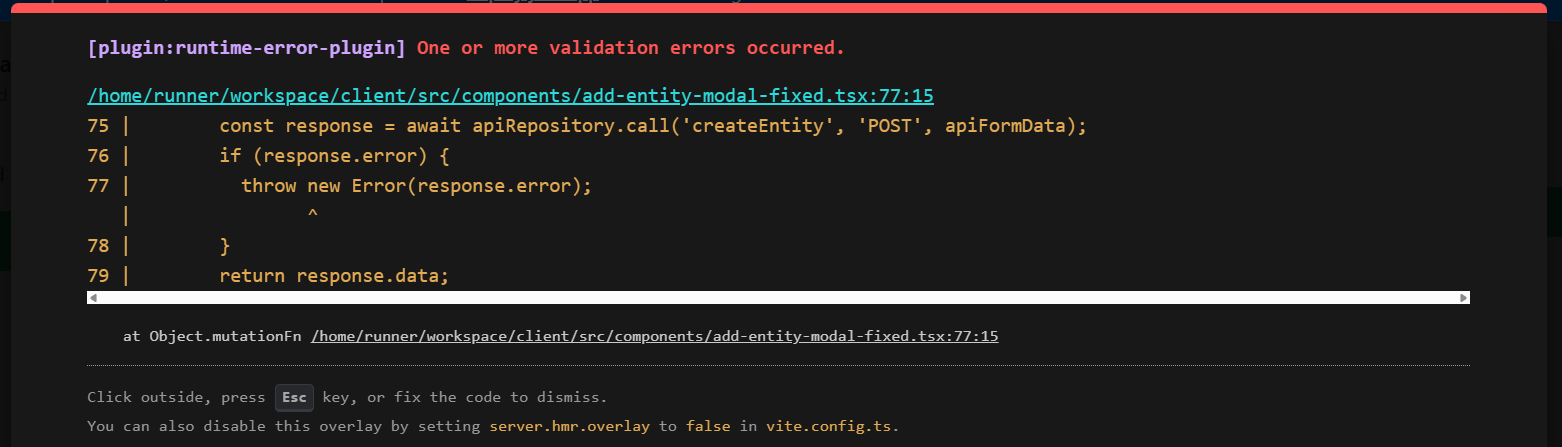 [plugin:runtime-error-plugin] One or more validation errors occurred.
/home/runner/workspace/client/src/components/add-entity-modal-fixed.tsx:77:15
75 |        const response = await apiRepository.call('createEntity', 'POST', apiFormData);
76 |        if (response.error) {
77 |          throw new Error(response.error);
   |                ^
78 |        }
79 |        return response.data;
at Object.mutationFn /home/runner/workspace/client/src/components/add-entity-modal-fixed.tsx:77:15
Click outside, press Esc key, or fix the code to dismiss.
You can also disable this overlay by setting server.hmr.overlay to false in vite.config.ts.